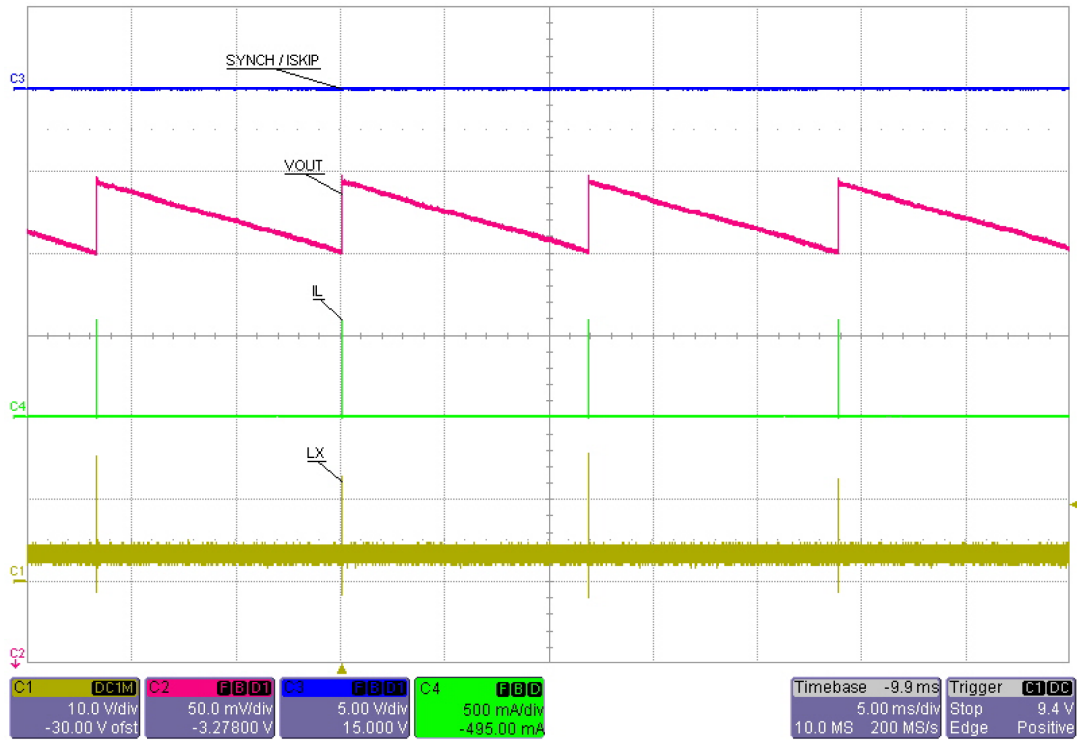 SYNCH / ISKIP
C3
VOUT
IL
C4
LX
C1
C2
C1 DC1M
10.0 V/div
-30.00 V ofst
C2 F B D1
50.0 mV/div
-3.27800 V
C3 F B D1
5.00 V/div
15.000 V
C4 F B D
500 mA/div
-495.00 mA
Timebase -9.9 ms
5.00 ms/div
10.0 MS 200 MS/s
Trigger C1 DC
Stop 9.4 V
Edge Positive